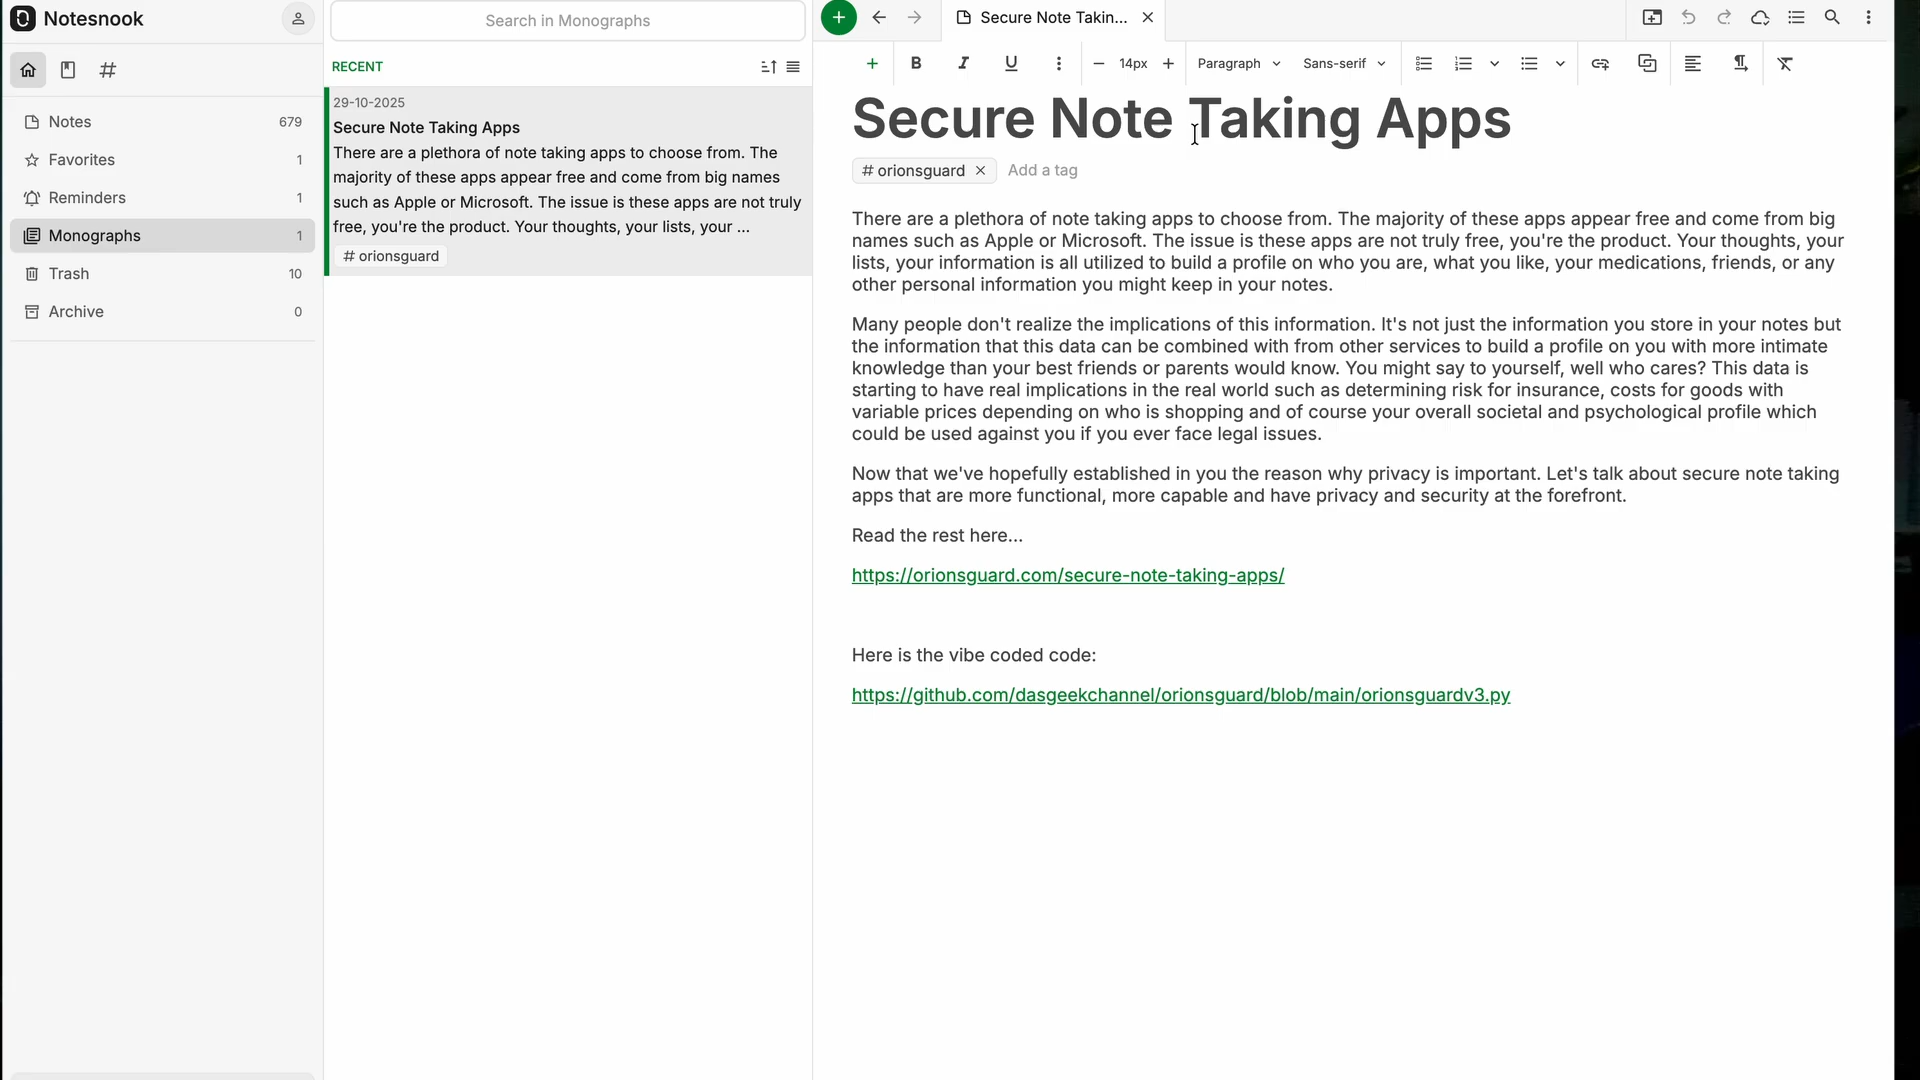 Notesnook
Notes 679
Favorites 1
Reminders 1
Monographs 1
Trash 10
Archive 0
Search in Monographs
RECENT
29-10-2025
Secure Note Taking Apps
There are a plethora of note taking apps to choose from. The
majority of these apps appear free and come from big names
such as Apple or Microsoft. The issue is these apps are not truly
free, you're the product. Your thoughts, your lists, your ...
# orionsguard
Secure Note Takin...
B I U 14px Paragraph Sans-serif
Secure Note Taking Apps
# orionsguard Add a tag
There are a plethora of note taking apps to choose from. The majority of these apps appear free and come from big
names such as Apple or Microsoft. The issue is these apps are not truly free, you're the product. Your thoughts, your
lists, your information is all utilized to build a profile on who you are, what you like, your medications, friends, or any
other personal information you might keep in your notes.
Many people don't realize the implications of this information. It's not just the information you store in your notes but
the information that this data can be combined with from other services to build a profile on you with more intimate
knowledge than your best friends or parents would know. You might say to yourself, well who cares? This data is
starting to have real implications in the real world such as determining risk for insurance, costs for goods with
variable prices depending on who is shopping and of course your overall societal and psychological profile which
could be used against you if you ever face legal issues.
Now that we've hopefully established in you the reason why privacy is important. Let's talk about secure note taking
apps that are more functional, more capable and have privacy and security at the forefront.
Read the rest here...
https://orionsguard.com/secure-note-taking-apps/
Here is the vibe coded code:
https://github.com/dasgeekchannel/orionsguard/blob/main/orionsguardv3.py